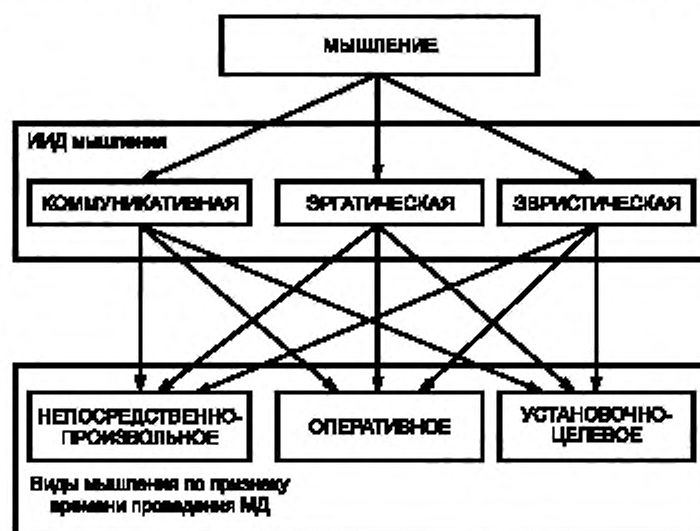 МЫШЛЕНИЕ
ИИД мышления
КОММУНИКАТИВНАЯ
ЭРГАТИЧЕСКАЯ
ЭВРИСТИЧЕСКАЯ
НЕПОСРЕДСТВЕННО-
ПРОИЗВОЛЬНОЕ
ОПЕРАТИВНОЕ
УСТАНОВОЧНО-
ЦЕЛЕВОЕ
Виды мышления по признаку
времени проведения МД